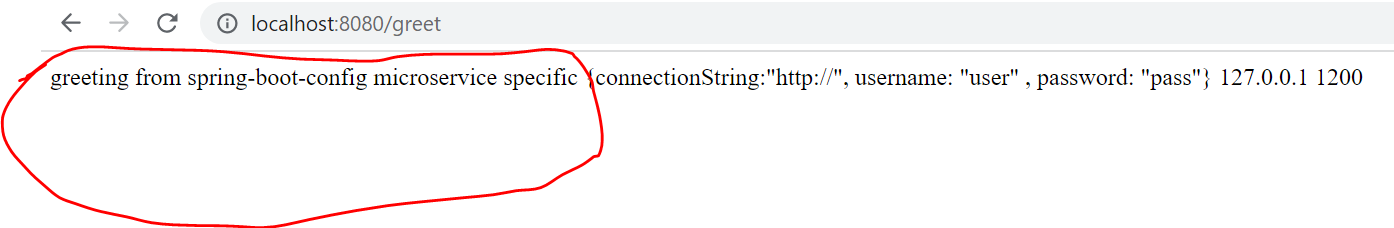 localhost:8080/greet
greeting from spring-boot-config microservice specific {connectionString:"http://", username: "user" , password: "pass"} 127.0.0.1 1200